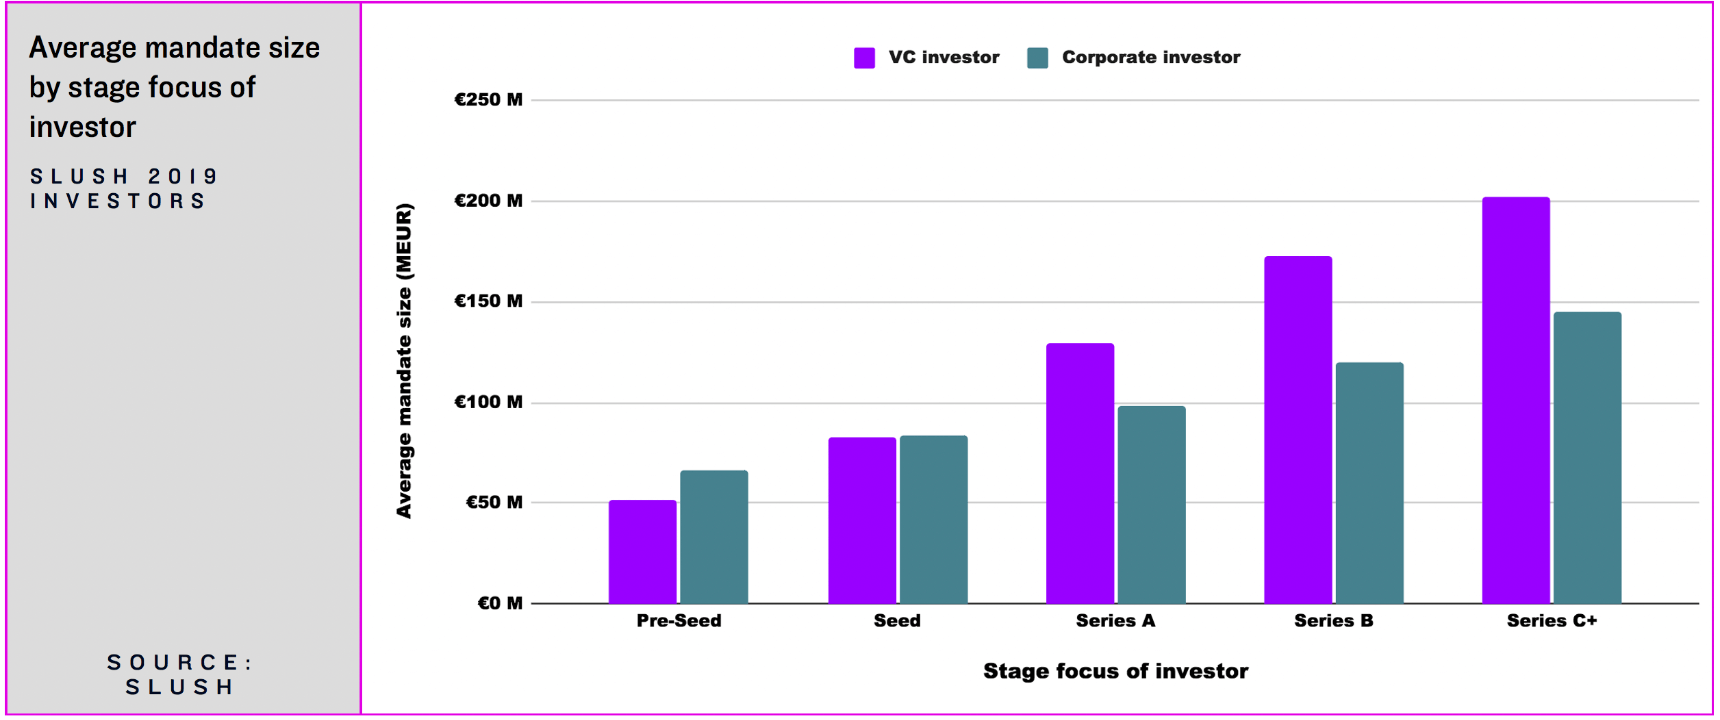 Average mandate size
by stage focus of
investor
SLUSH 2019
INVESTORS
SOURCE:
SLUSH
VC investor
Corporate investor
Average mandate size (MEUR)
€250 M
€200 M
€150 M
€100 M
€50 M
€0 M
Pre-Seed
Seed
Series A
Series B
Series C+
Stage focus of investor